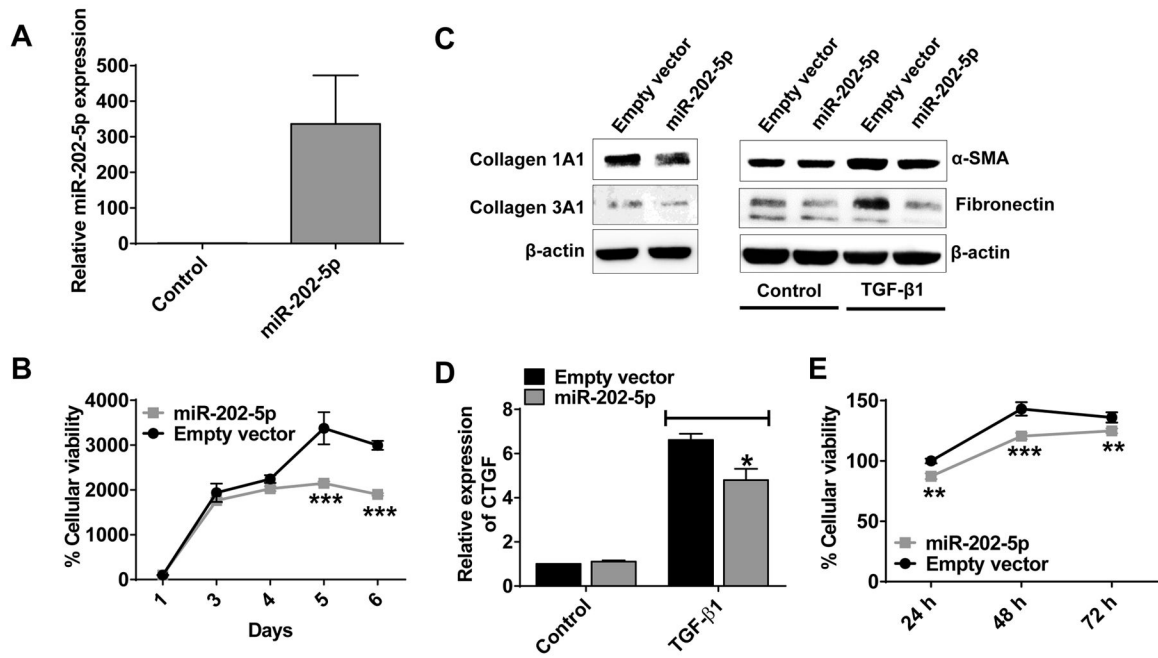 A
Relative miR-202-5p expression
500
400
300
200
100
0
Control
miR-202-5p
B
% Cellular viability
4000
3000
2000
1000
0
miR-202-5p
Empty vector
1
3
4
5
6
***
***
Days
C
Empty vector
miR-202-5p
Collagen 1A1
Collagen 3A1
β-actin
Empty vector
miR-202-5p
Empty vector
miR-202-5p
α-SMA
Fibronectin
β-actin
Control
TGF-β1
D
Empty vector
miR-202-5p
Relative expression
of CTGF
8
6
4
2
0
*
Control
TGF-β1
E
% Cellular viability
150
100
50
0
**
***
**
miR-202-5p
Empty vector
24 h
48 h
72 h